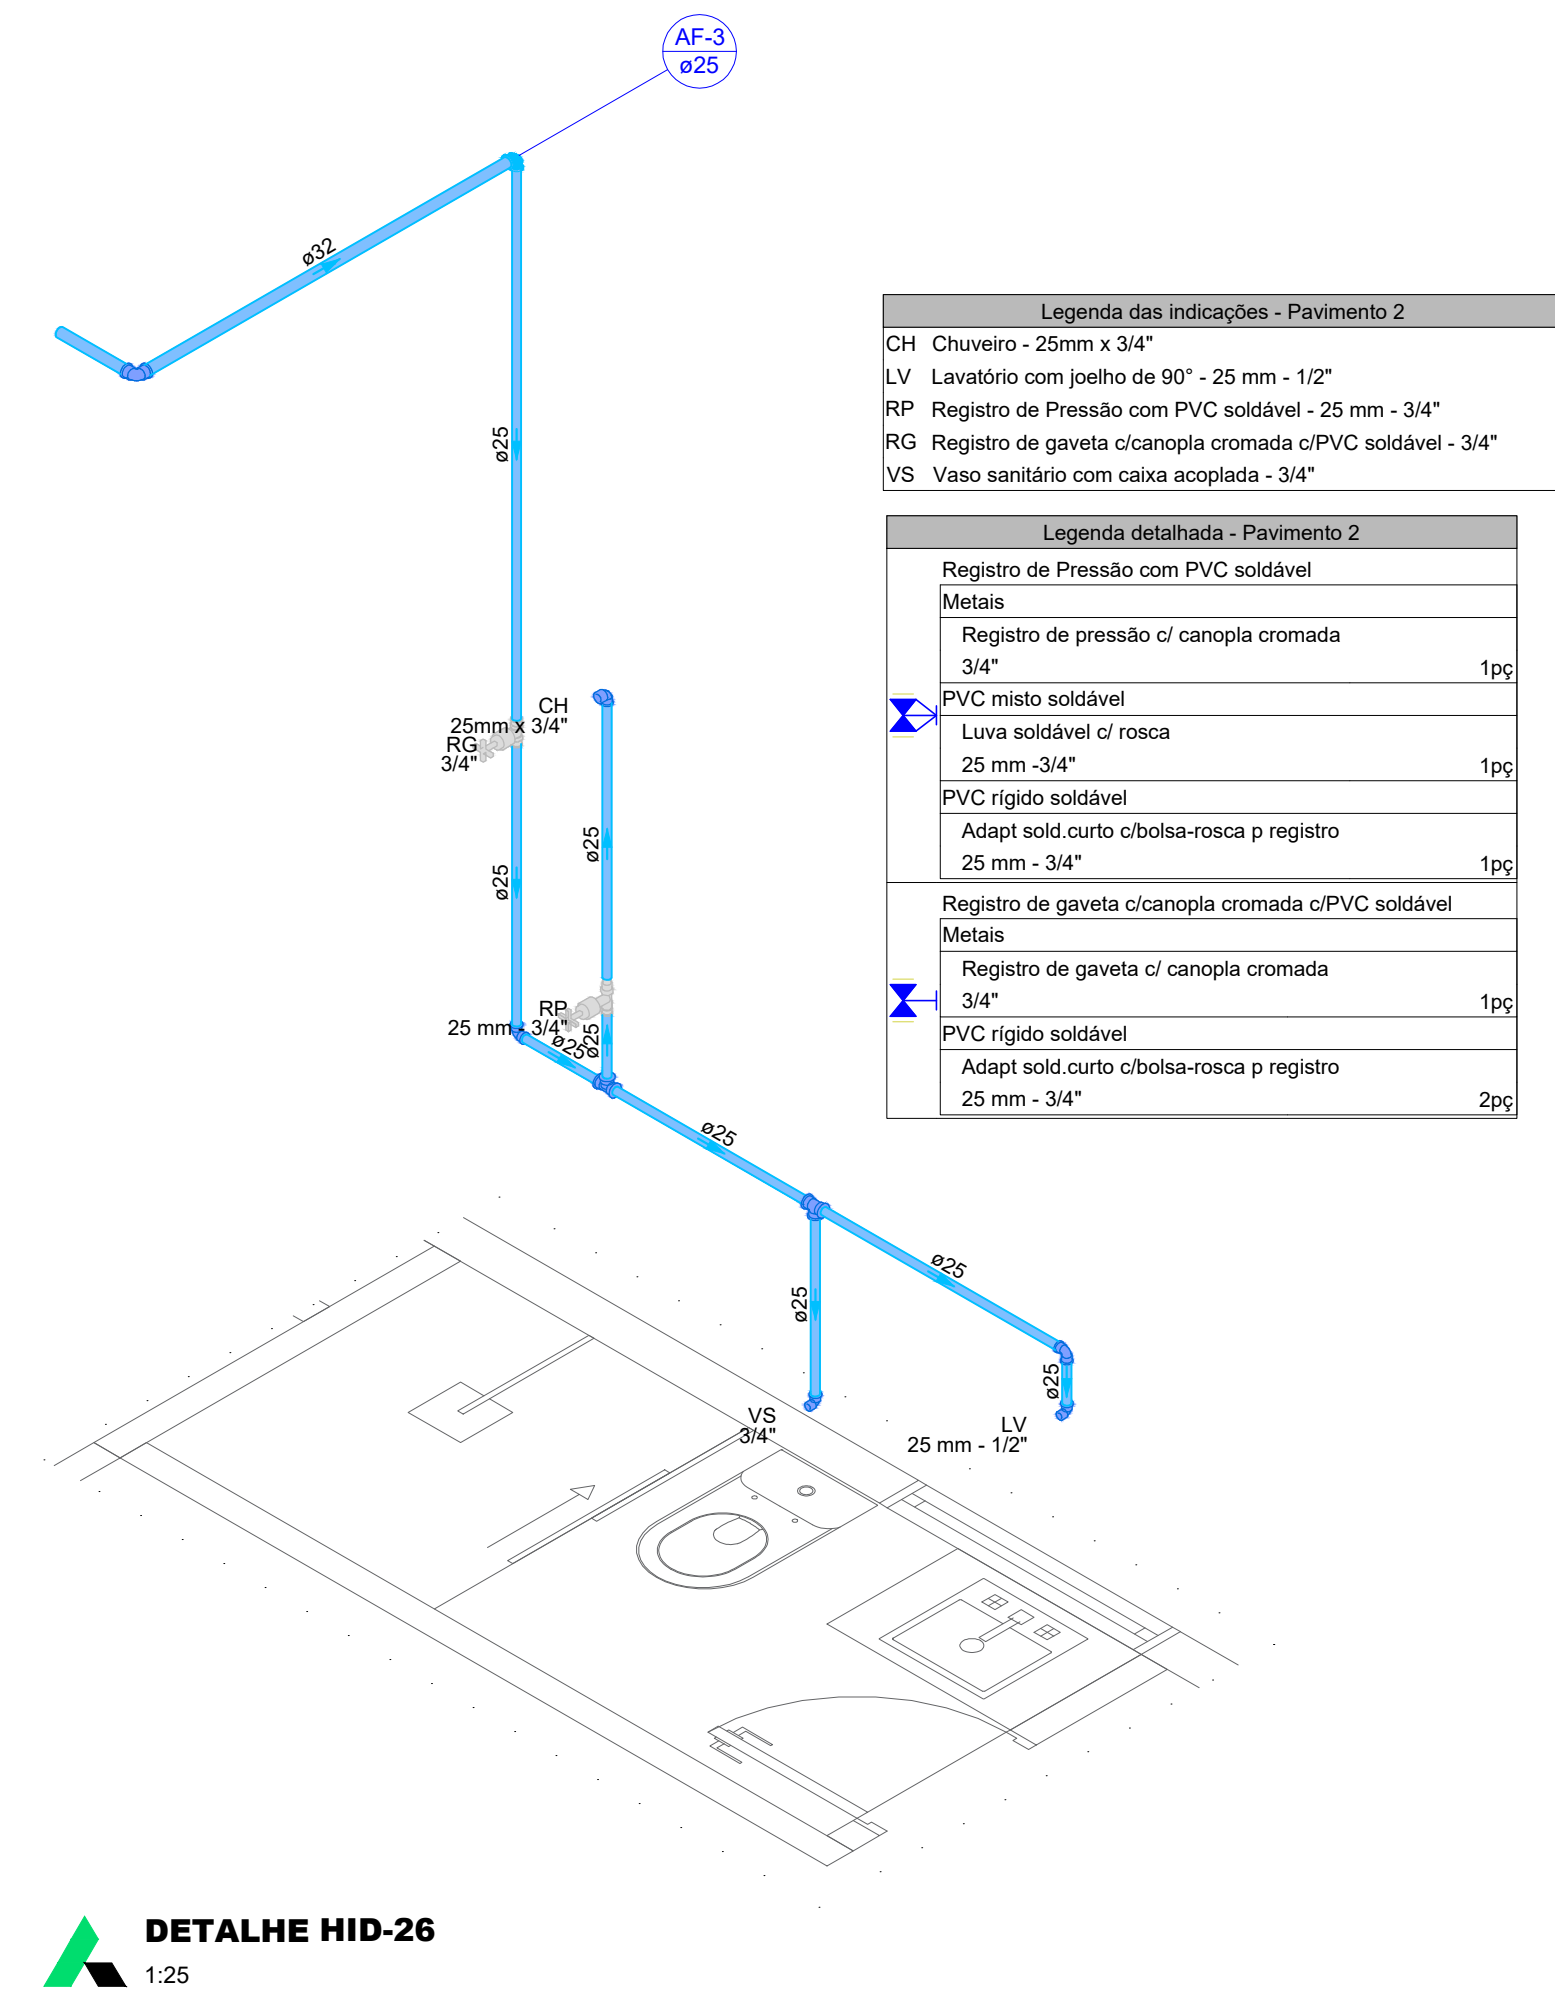 AF-3
ø25
ø32
ø25
Legenda das indicações - Pavimento 2
CH Chuveiro - 25mm x 3/4"
LV Lavatório com joelho de 90° - 25 mm - 1/2"
RP Registro de Pressão com PVC soldável - 25 mm - 3/4"
RG Registro de gaveta c/canopla cromada c/PVC soldável - 3/4"
VS Vaso sanitário com caixa acoplada - 3/4"
Legenda detalhada - Pavimento 2
Registro de Pressão com PVC soldável
Metais
Registro de pressão c/ canopla cromada
3/4" 1pç
PVC misto soldável
Luva soldável c/ rosca
25 mm -3/4" 1pç
PVC rígido soldável
Adapt sold.curto c/bolsa-rosca p registro
25 mm - 3/4" 1pç
Registro de gaveta c/canopla cromada c/PVC soldável
Metais
Registro de gaveta c/ canopla cromada
3/4" 1pç
PVC rígido soldável
Adapt sold.curto c/bolsa-rosca p registro
25 mm - 3/4" 2pç
CH
25mm x 3/4"
RG
3/4"
ø25
ø25
RP
25 mm - 3/4"
ø25
ø25
ø25
ø25
ø25
ø25
VS
3/4"
LV
25 mm - 1/2"
DETALHE HID-26
1:25